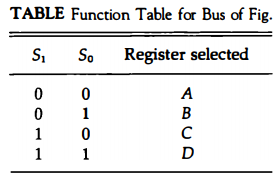 TABLE Function Table for Bus of Fig.
S₁ S₀ Register selected
0 0 A
0 1 B
1 0 C
1 1 D